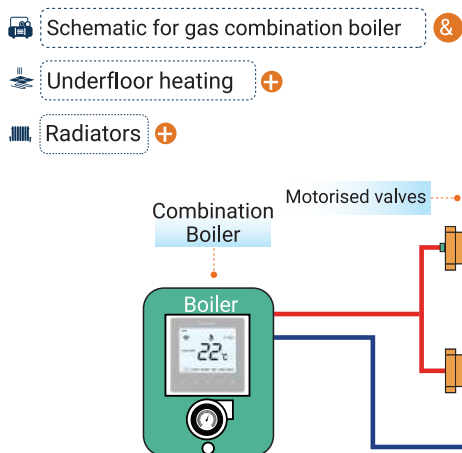 Schematic for gas combination boiler &
Underfloor heating +
Radiators +
Motorised valves
Combination
Boiler
Boiler
22°c